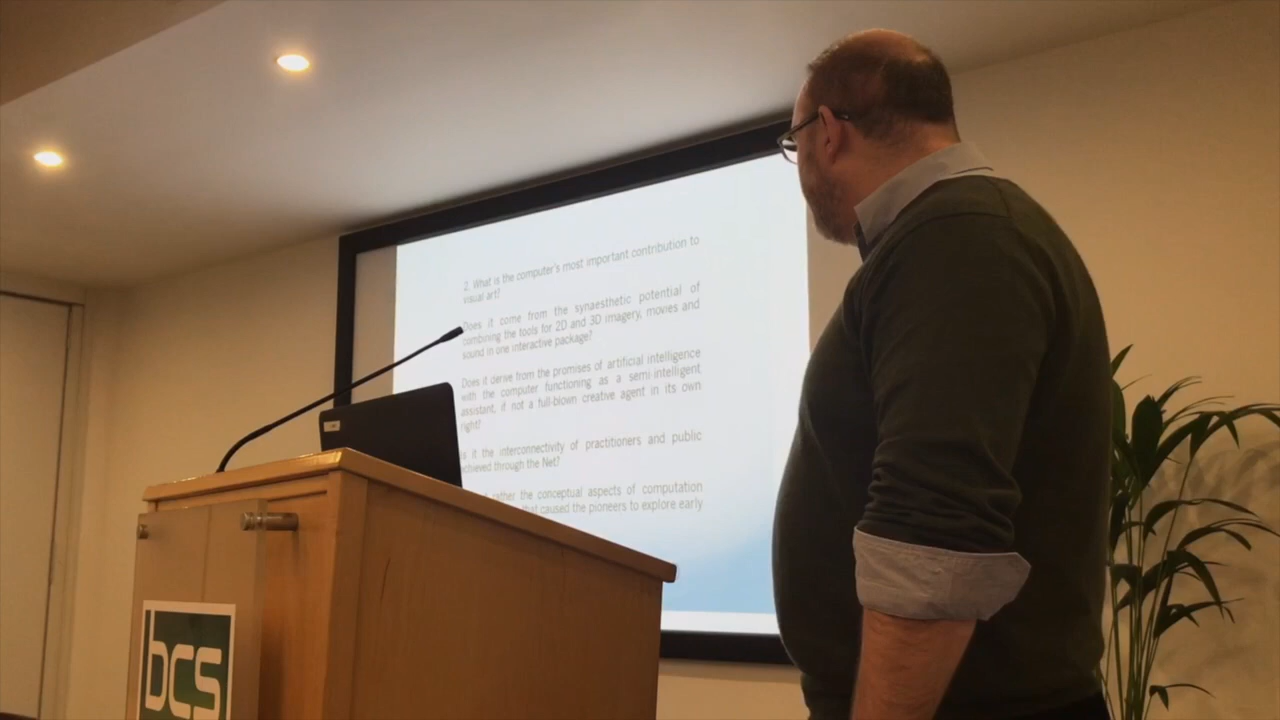 2. What is the computer's most important contribution to
visual art?
Does it come from the synaesthetic potential of
combining the tools for 2D and 3D imagery, movies and
sound in one interactive package?
Does it derive from the promises of artificial intelligence
with the computer functioning as a semi-intelligent
assistant, if not a full-blown creative agent in its own
right?
s it the interconnectivity of practitioners and public
achieved through the Net?
rather the conceptual aspects of computation
that caused the pioneers to explore early
bcs